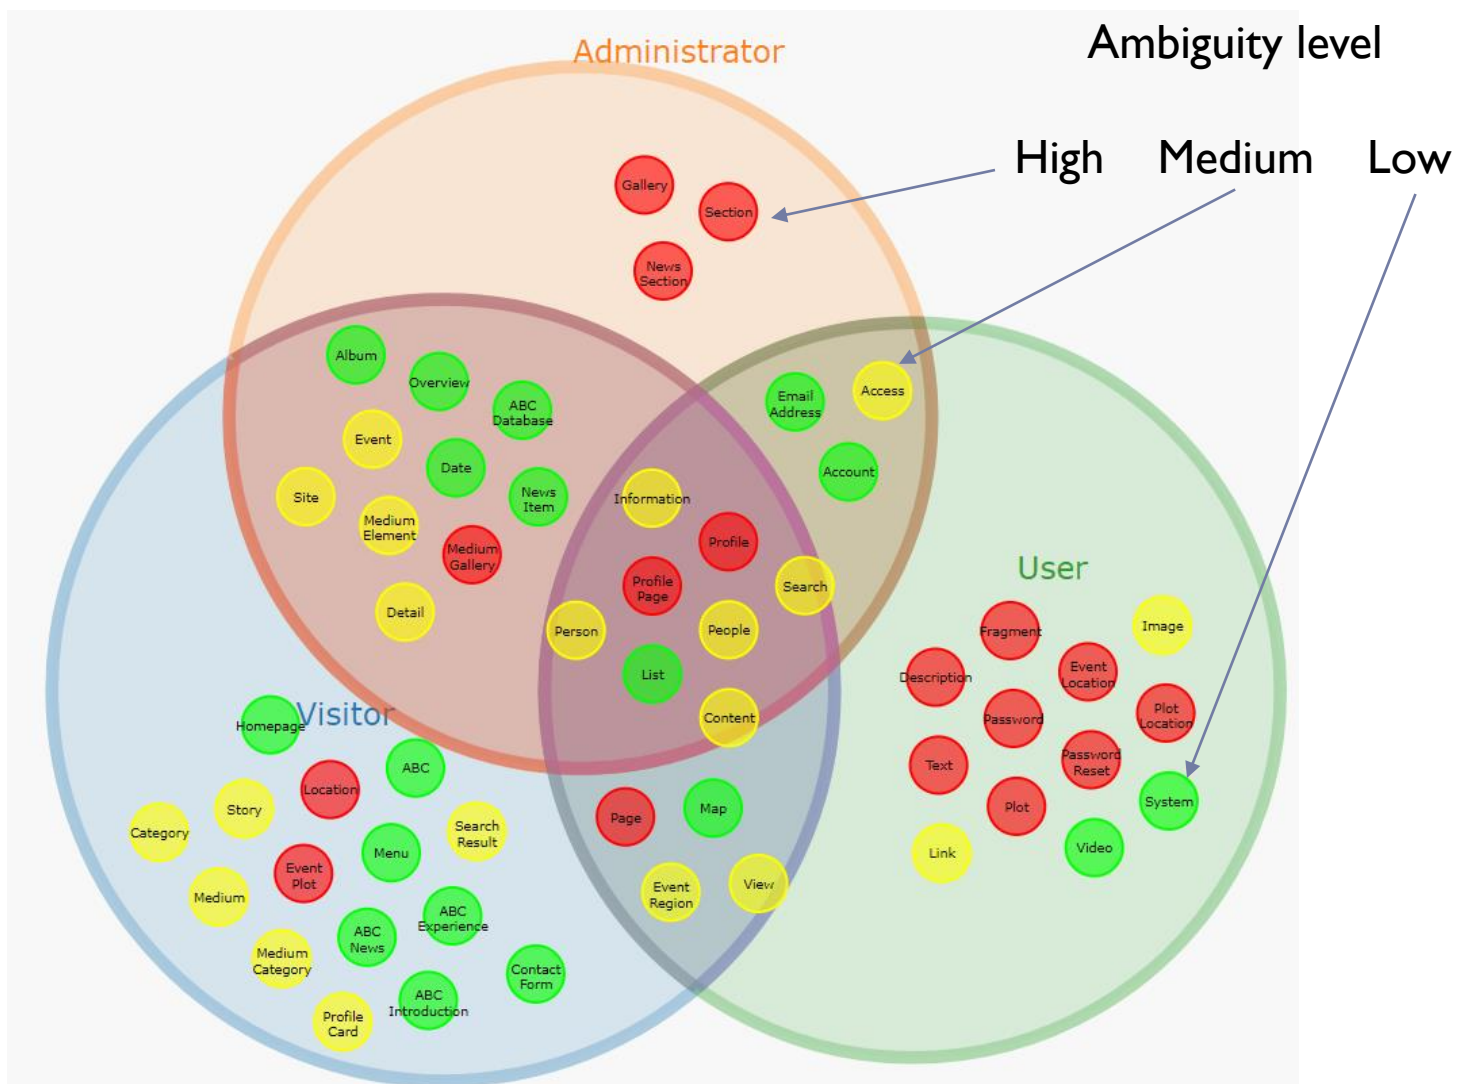 Administrator
Ambiguity level
High Medium Low
Gallery
Section
News
Section
Album
Overview
ABC
Database
Event
Date
Site
News
Item
Medium
Element
Medium
Gallery
Detail
Email
Address
Access
Account
Information
Profile
Profile
Page
Search
Person
People
List
Content
User
Fragment
Image
Description
Event
Location
Password
Plot
Location
Text
Password
Reset
Plot
System
Link
Video
Visitor
Homepage
ABC
Location
Story
Category
Search
Result
Menu
Event
Plot
Medium
ABC
Experience
ABC
News
Medium
Category
Contact
Form
ABC
Introduction
Profile
Card
Page
Map
Event
Region
View